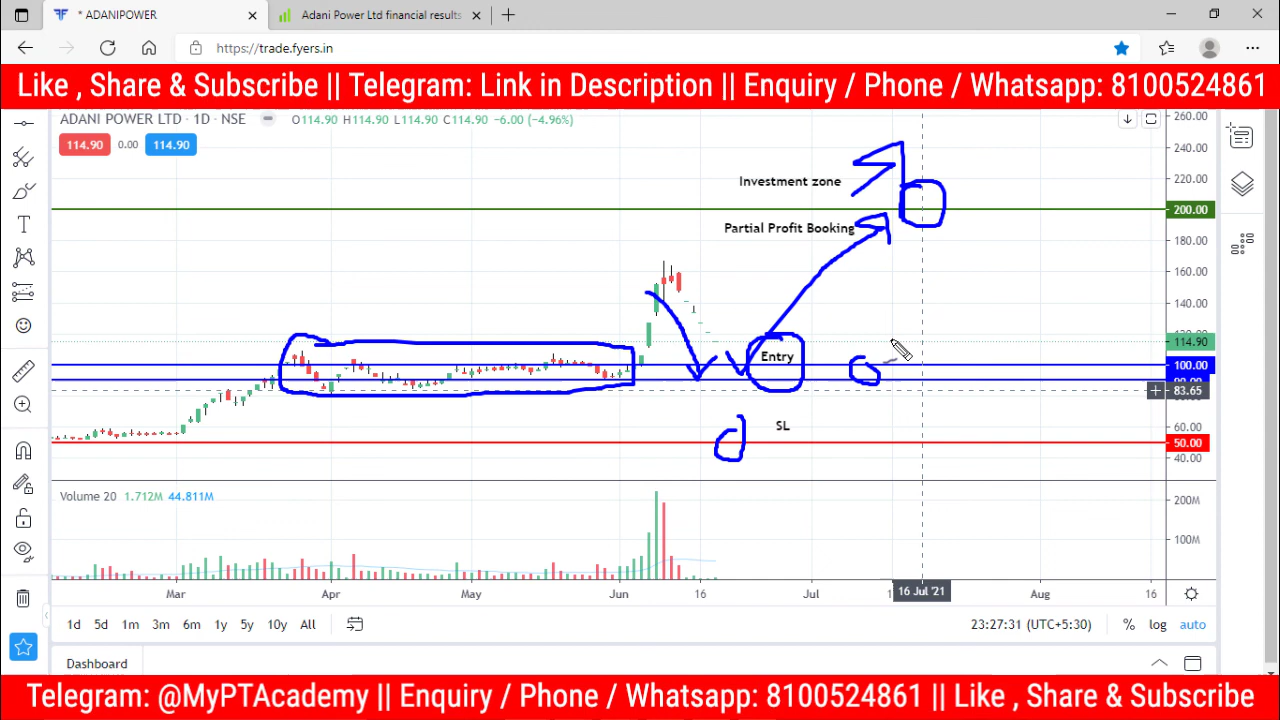 * ADANIPOWER
Adani Power Ltd financial results
https://trade.fyers.in
Like , Share & Subscribe || Telegram: Link in Description || Enquiry / Phone / Whatsapp: 8100524861
ADANI POWER LTD · 1D · NSE O114.90 H114.90 L114.90 C114.90 −6.00 (−4.96%)
114.90 0.00 114.90
260.00
240.00
Investment zone
220.00
200.00
Partial Profit Booking
180.00
160.00
140.00
114.90
Entry
100.00
83.65
SL
60.00
50.00
40.00
Volume 20 1.712M 44.811M
200M
100M
Mar Apr May Jun 16 Jul 16 Jul '21 Aug 16
1d 5d 1m 3m 6m 1y 5y 10y All
23:27:31 (UTC+5:30) % log auto
Dashboard
Telegram: @MyPTAcademy || Enquiry / Phone / Whatsapp: 8100524861 || Like , Share & Subscribe